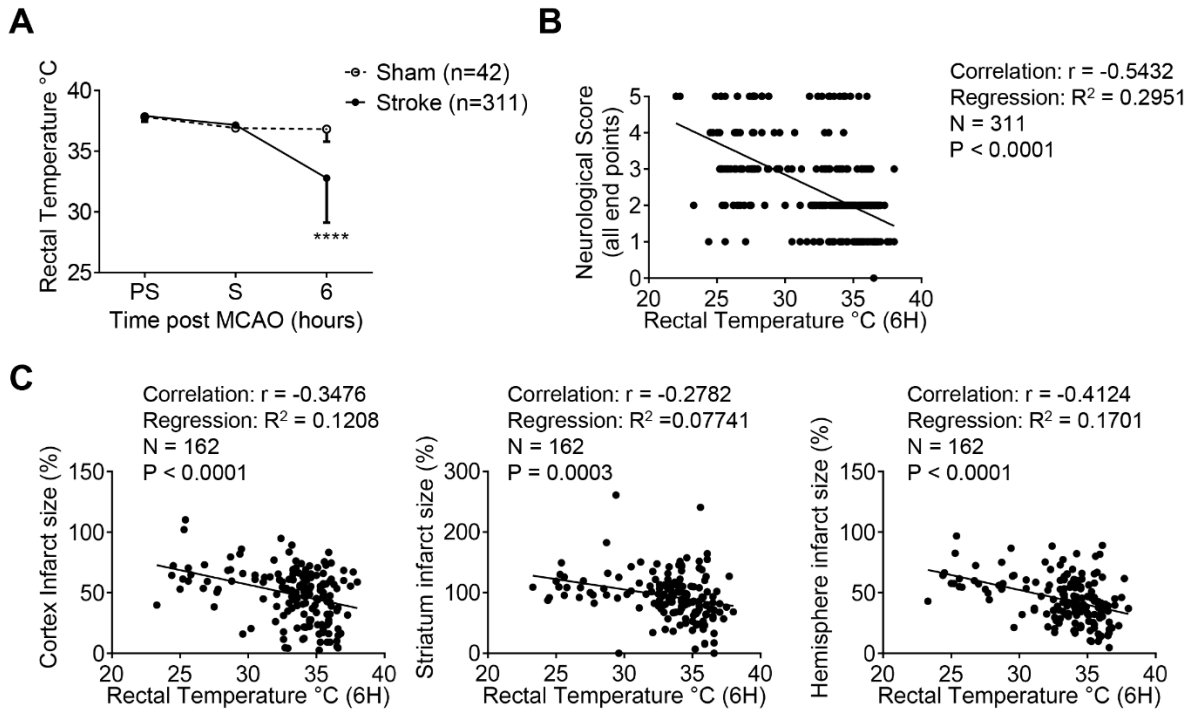 A
Sham (n=42)
Stroke (n=311)
Rectal Temperature °C
40
35
30
25
****
PS S 6
Time post MCAO (hours)
B
Correlation: r = -0.5432
Regression: R² = 0.2951
N = 311
P < 0.0001
Neurological Score
(all end points)
5
4
3
2
1
0
20 25 30 35 40
Rectal Temperature °C (6H)
C
Correlation: r = -0.3476
Regression: R² = 0.1208
N = 162
P < 0.0001
Cortex Infarct size (%)
150
100
50
0
20 25 30 35 40
Rectal Temperature °C (6H)
Correlation: r = -0.2782
Regression: R² =0.07741
N = 162
P = 0.0003
Striatum Infarct size (%)
300
200
100
0
20 25 30 35 40
Rectal Temperature °C (6H)
Correlation: r = -0.4124
Regression: R² = 0.1701
N = 162
P < 0.0001
Hemisphere infarct size (%)
150
100
50
0
20 25 30 35 40
Rectal Temperature °C (6H)